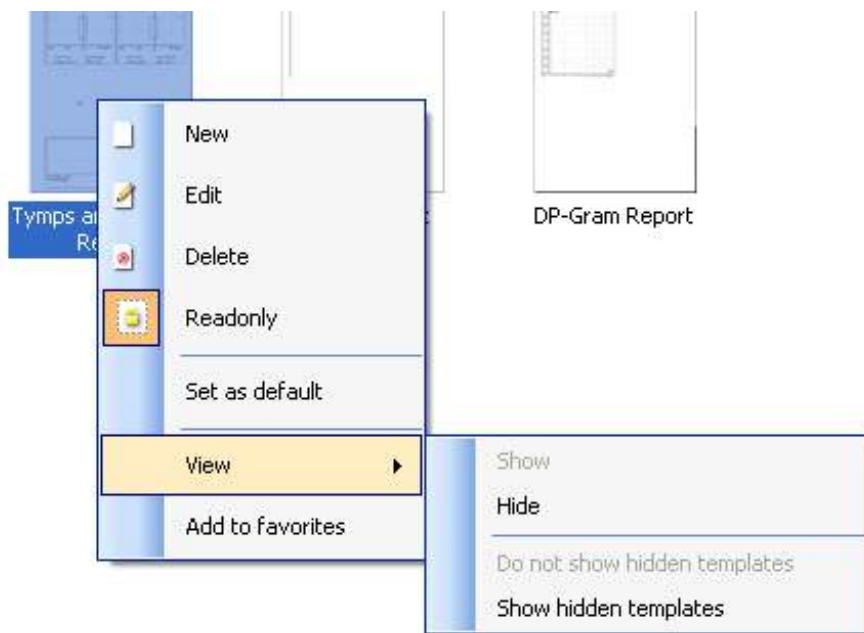 New
Edit
Tymps
DP-Gram Report
Delete
Readonly
Set as default
View
Show
Hide
Add to favorites
Do not show hidden templates
Show hidden templates